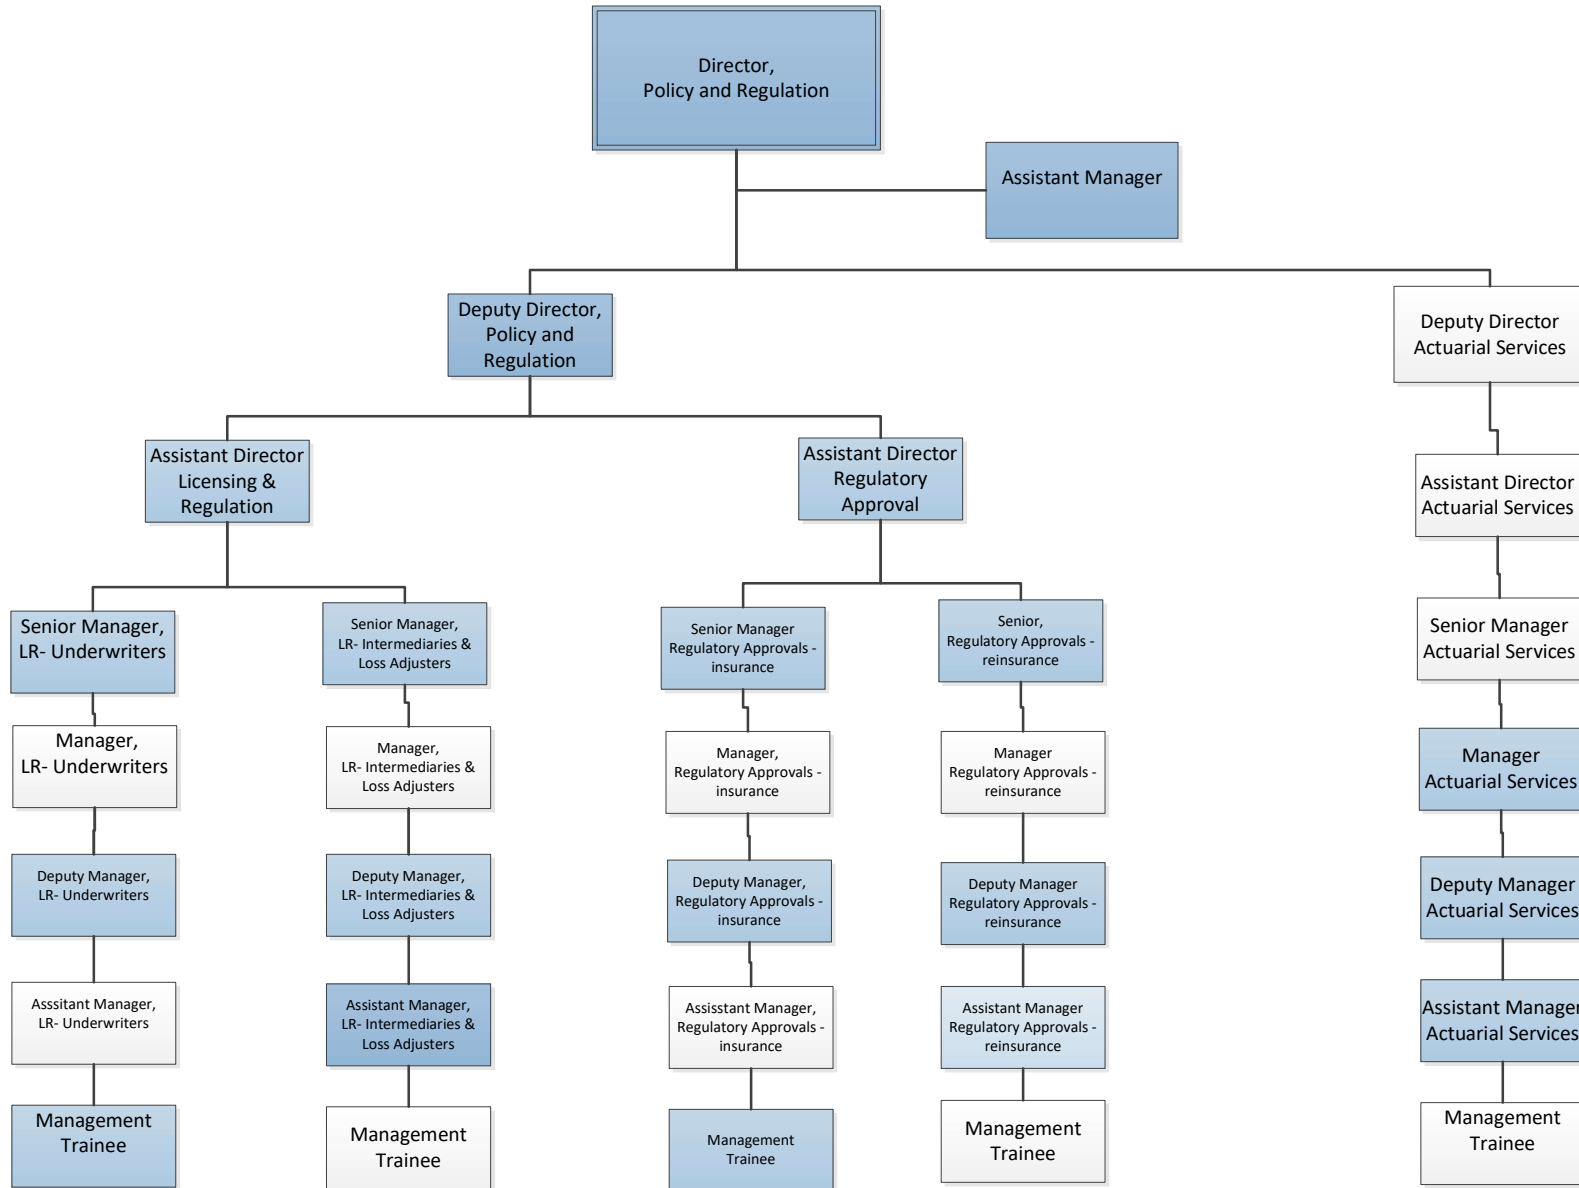 Director,
Policy and Regulation
Assistant Manager
Deputy Director,
Policy and
Regulation
Deputy Director
Actuarial Services
Assistant Director
Licensing &
Regulation
Assistant Director
Regulatory
Approval
Assistant Director
Actuarial Services
Senior Manager,
LR- Underwriters
Senior Manager,
LR- Intermediaries &
Loss Adjusters
Senior Manager
Regulatory Approvals -
insurance
Senior,
Regulatory Approvals -
reinsurance
Senior Manager
Actuarial Services
Manager,
LR- Underwriters
Manager,
LR- Intermediaries &
Loss Adjusters
Manager,
Regulatory Approvals -
insurance
Manager
Regulatory Approvals -
reinsurance
Manager
Actuarial Services
Deputy Manager,
LR- Underwriters
Deputy Manager,
LR- Intermediaries &
Loss Adjusters
Deputy Manager,
Regulatory Approvals -
insurance
Deputy Manager
Regulatory Approvals -
reinsurance
Deputy Manager
Actuarial Services
Asssitant Manager,
LR- Underwriters
Assistant Manager,
LR- Intermediaries &
Loss Adjusters
Assisstant Manager,
Regulatory Approvals -
insurance
Assistant Manager
Regulatory Approvals -
reinsurance
Assistant Manager
Actuarial Services
Management
Trainee
Management
Trainee
Management
Trainee
Management
Trainee
Management
Trainee